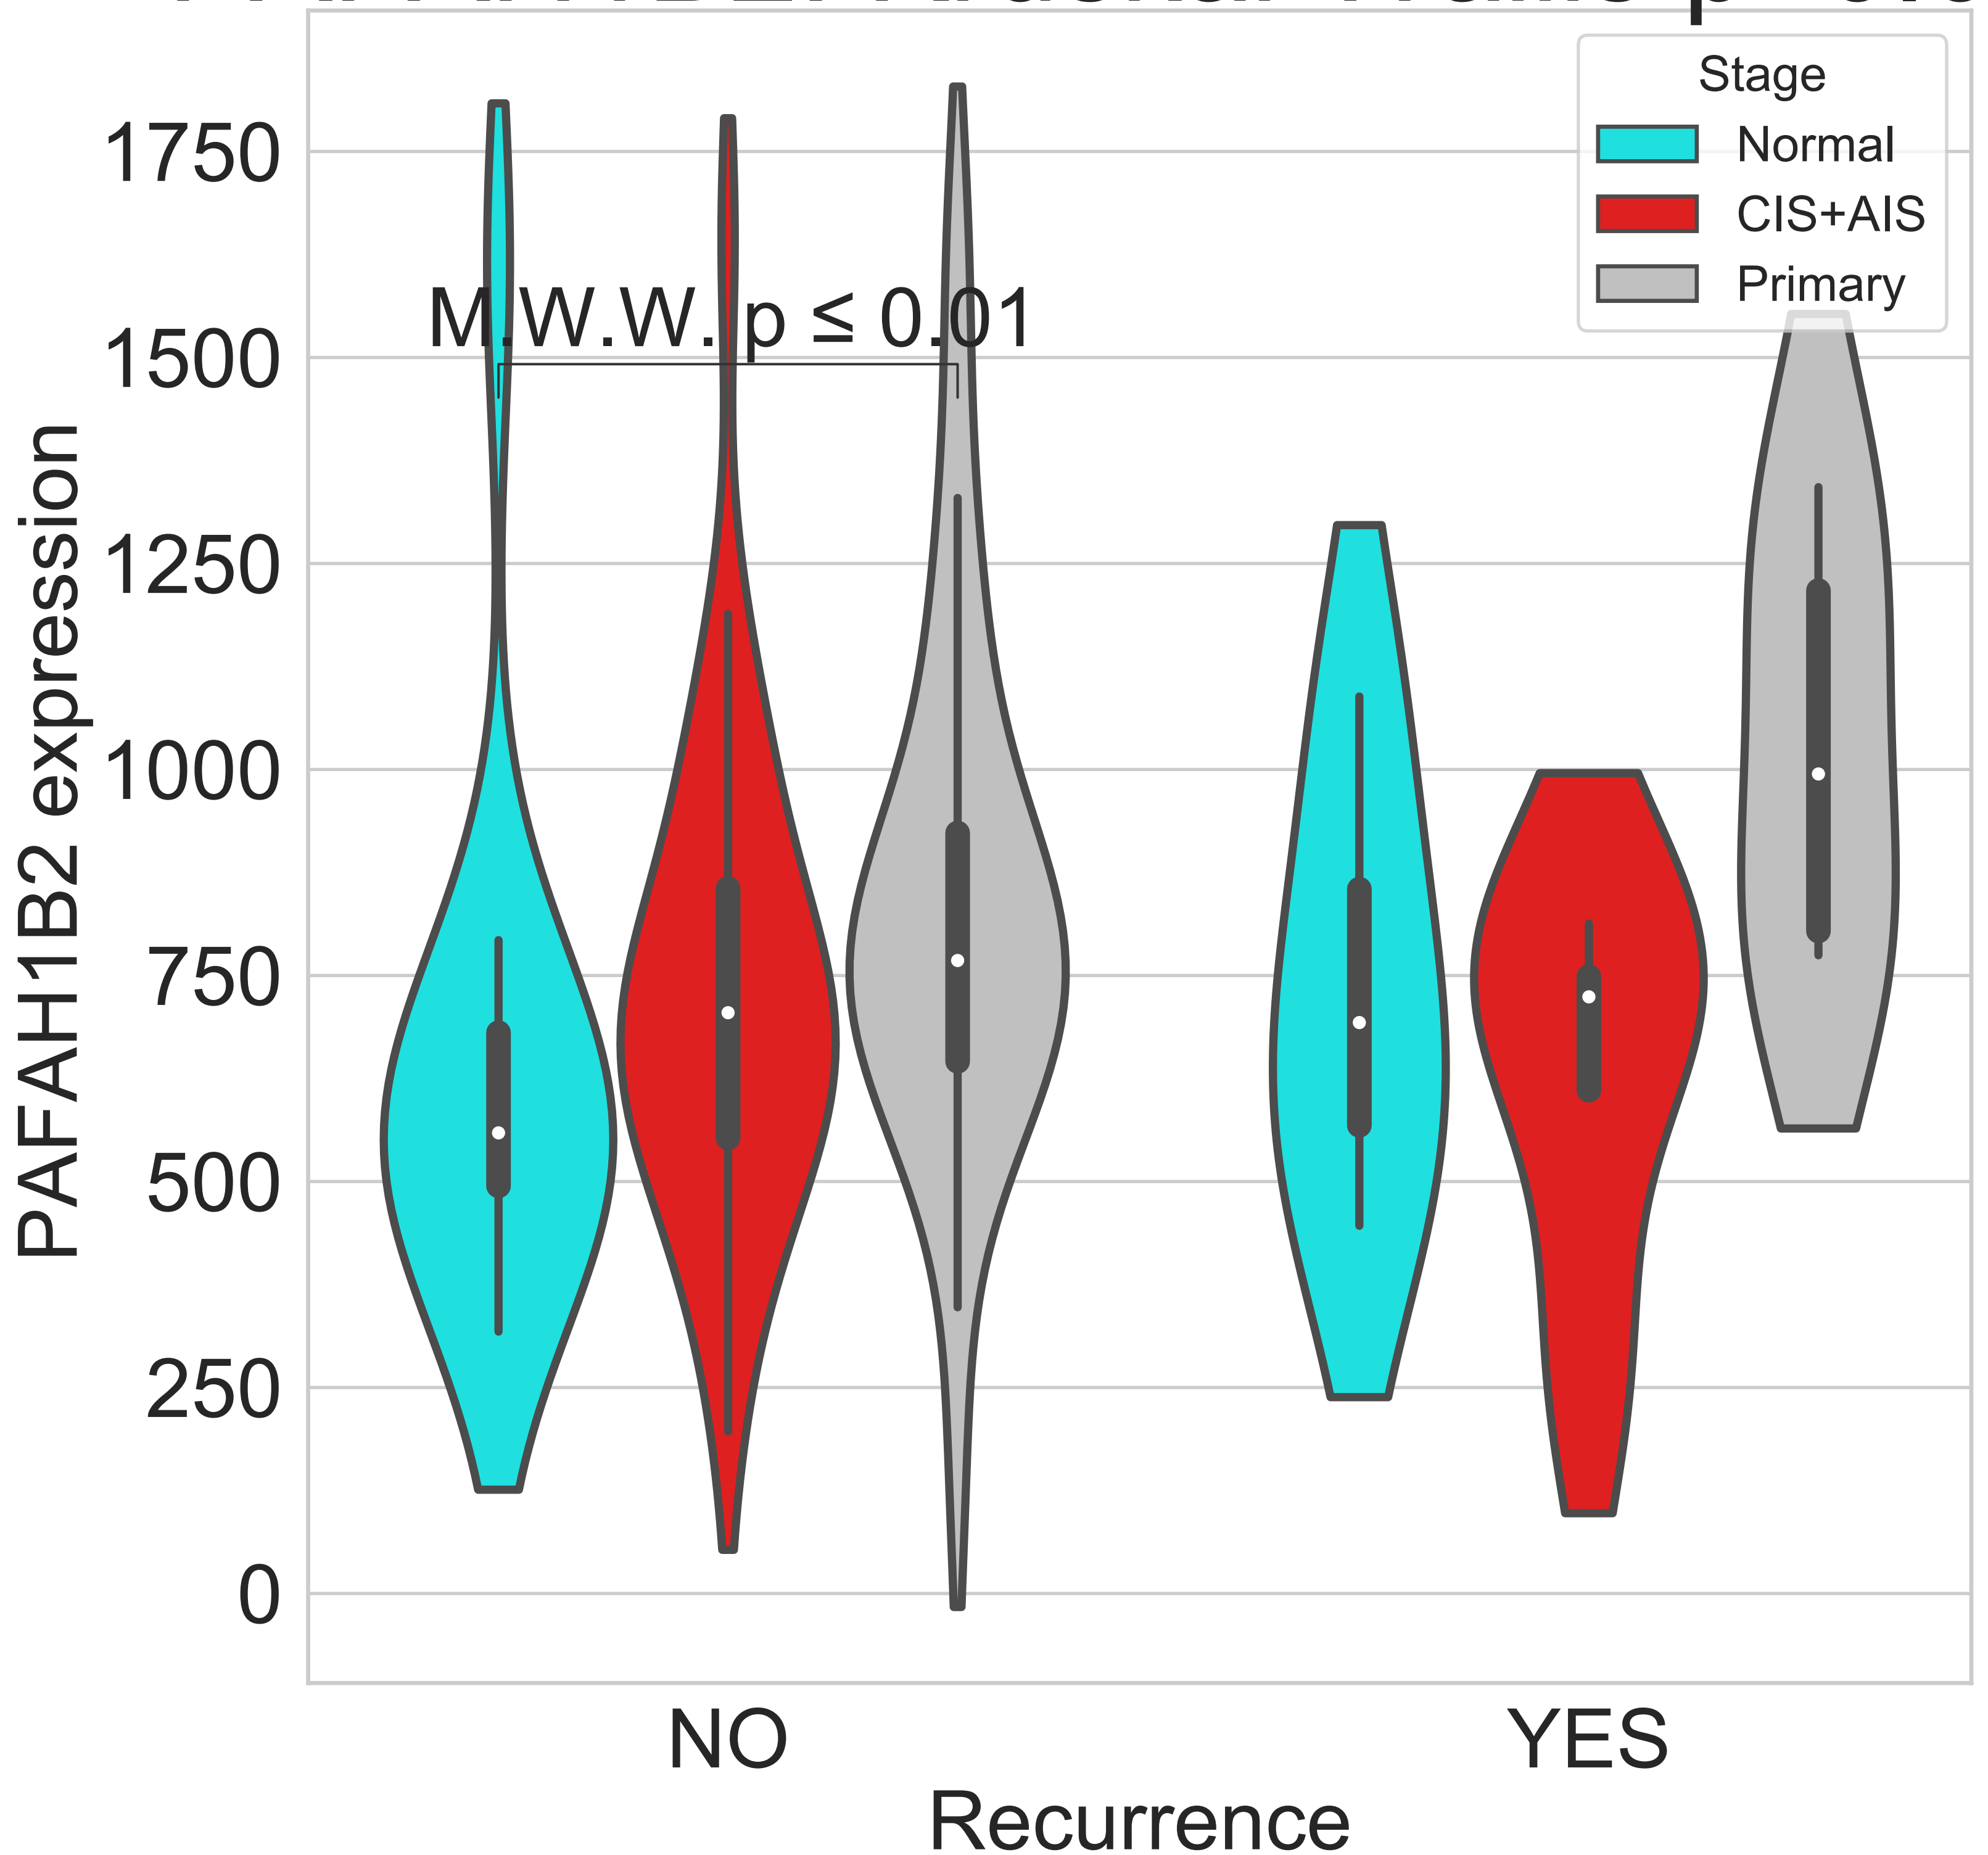 Stage
Normal
CIS+AIS
Primary
M.W.W. p ≤ 0.01
1750
1500
1250
1000
750
500
250
0
PAFAH1B2 expression
NO
YES
Recurrence